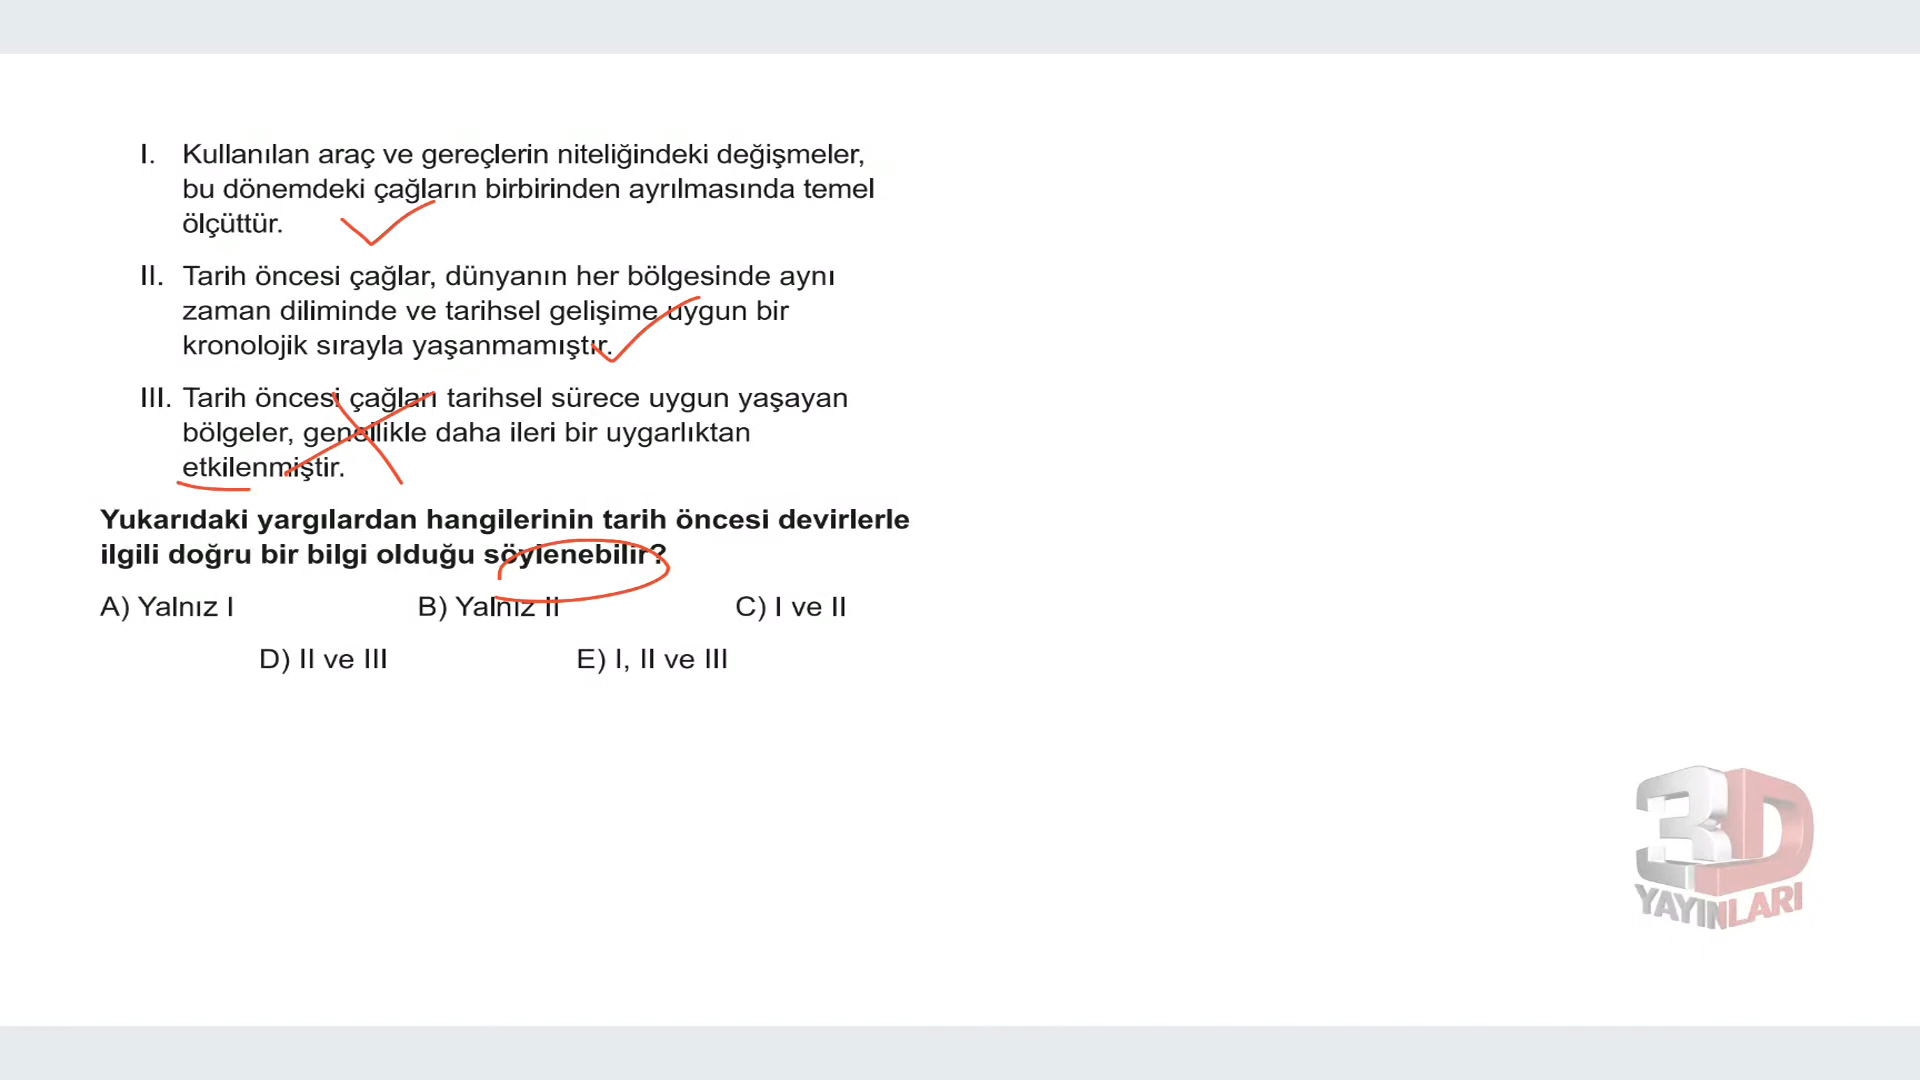 I. Kullanılan araç ve gereçlerin niteliğindeki değişmeler,
bu dönemdeki çağların birbirinden ayrılmasında temel
ölçüttür.
II. Tarih öncesi çağlar, dünyanın her bölgesinde aynı
zaman diliminde ve tarihsel gelişime uygun bir
kronolojik sırayla yaşanmamıştır.
III. Tarih öncesi çağları tarihsel sürece uygun yaşayan
bölgeler, genellikle daha ileri bir uygarlıktan
etkilenmiştir.
Yukarıdaki yargılardan hangilerinin tarih öncesi devirlerle
ilgili doğru bir bilgi olduğu söylenebilir?
A) Yalnız I B) Yalnız II C) I ve II
D) II ve III E) I, II ve III
3D
YAYINLARI